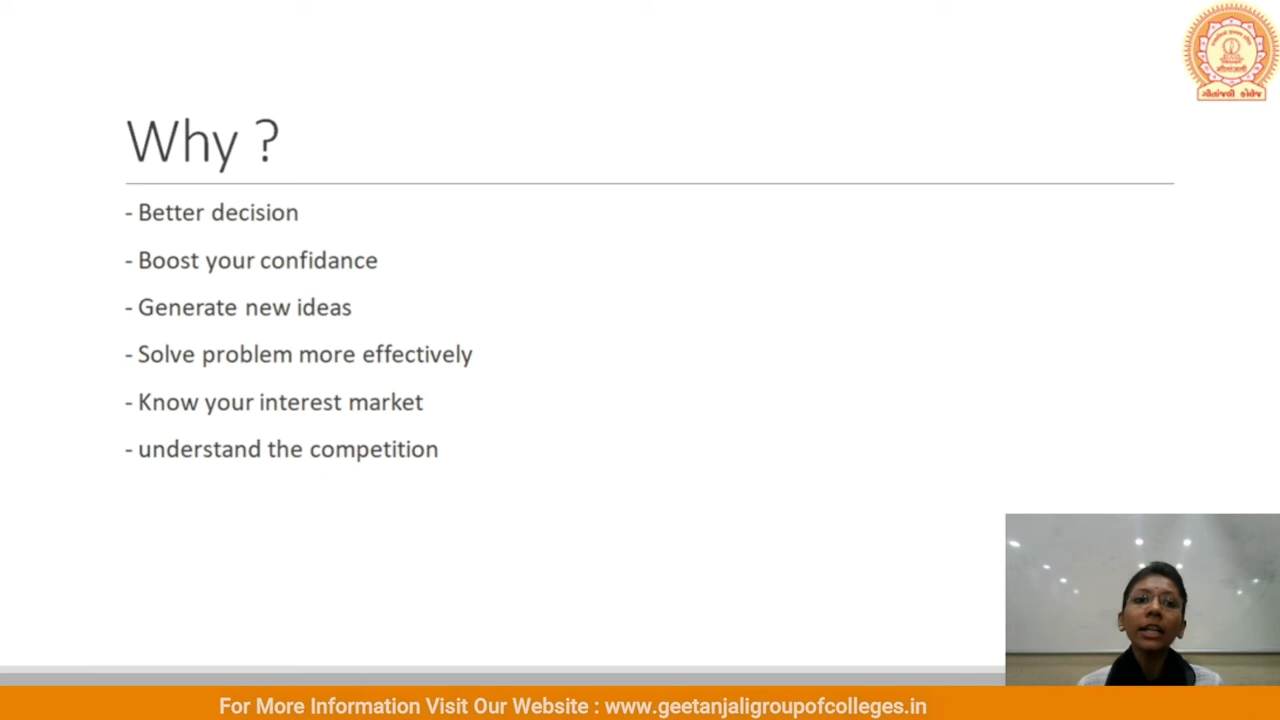 ગીતાંજલી કોલેજ
Why ?
- Better decision
- Boost your confidance
- Generate new ideas
- Solve problem more effectively
- Know your interest market
- understand the competition
For More Information Visit Our Website : www.geetanjaligroupofcolleges.in